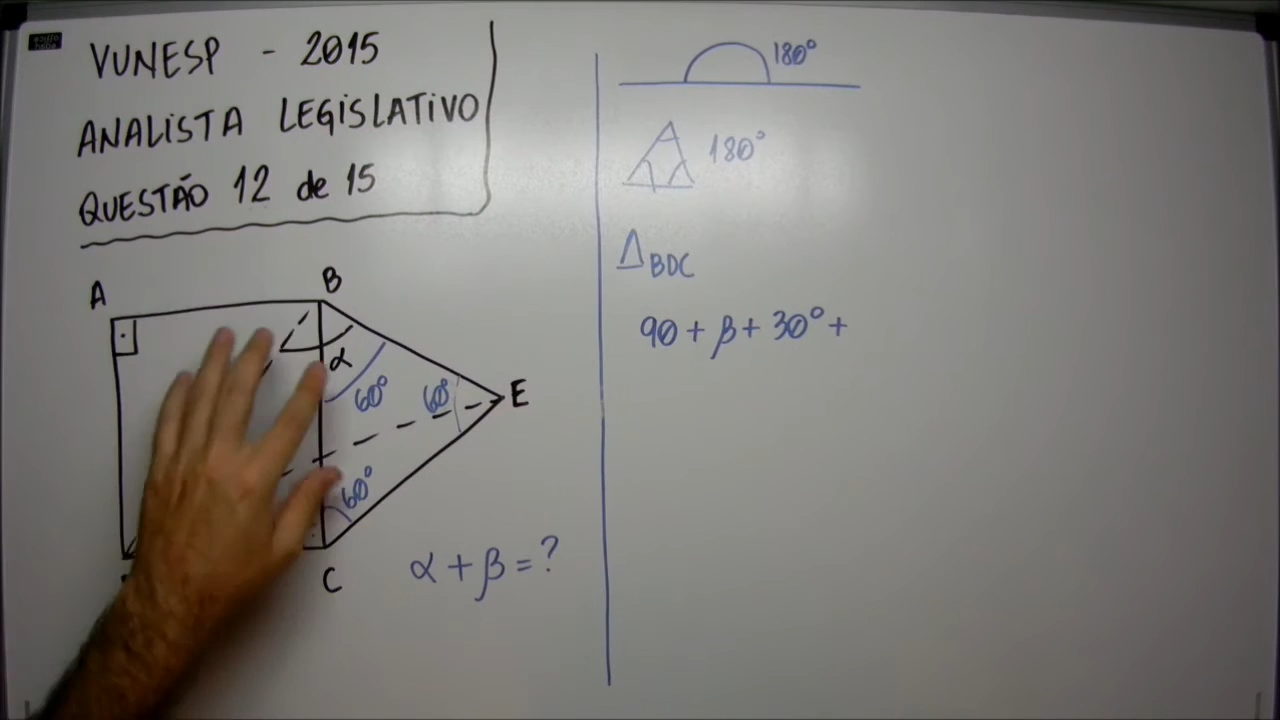 VUNESP - 2015
ANALISTA LEGISLATIVO
QUESTÃO 12 de 15
A
B
α
60°
60°
E
60°
C
α + β = ?
180°
180°
Δ BDC
90 + β + 30° +